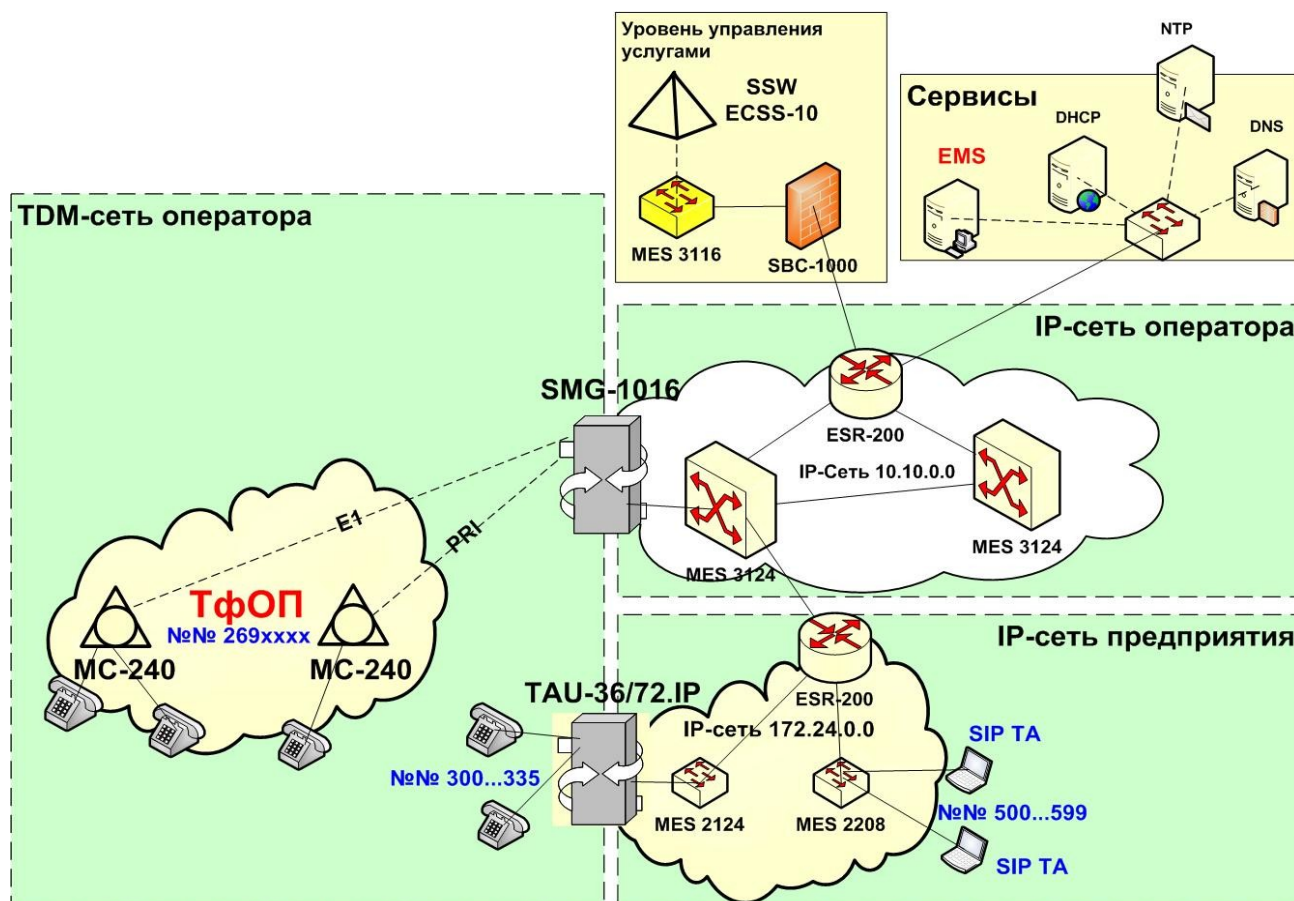 Уровень управления
услугами
SSW
ECSS-10
MES 3116
SBC-1000
NTP
Сервисы
DHCP
DNS
EMS
TDM-сеть оператора
IP-сеть оператора
SMG-1016
ESR-200
IP-Сеть 10.10.0.0
MES 3124
MES 3124
E1
PRI
ТфОП
№№ 269xxxx
МС-240
МС-240
IP-сеть предприятия
TAU-36/72.IP
ESR-200
IP-сеть 172.24.0.0
SIP TA
№№ 300...335
№№ 500...599
MES 2124
MES 2208
SIP TA